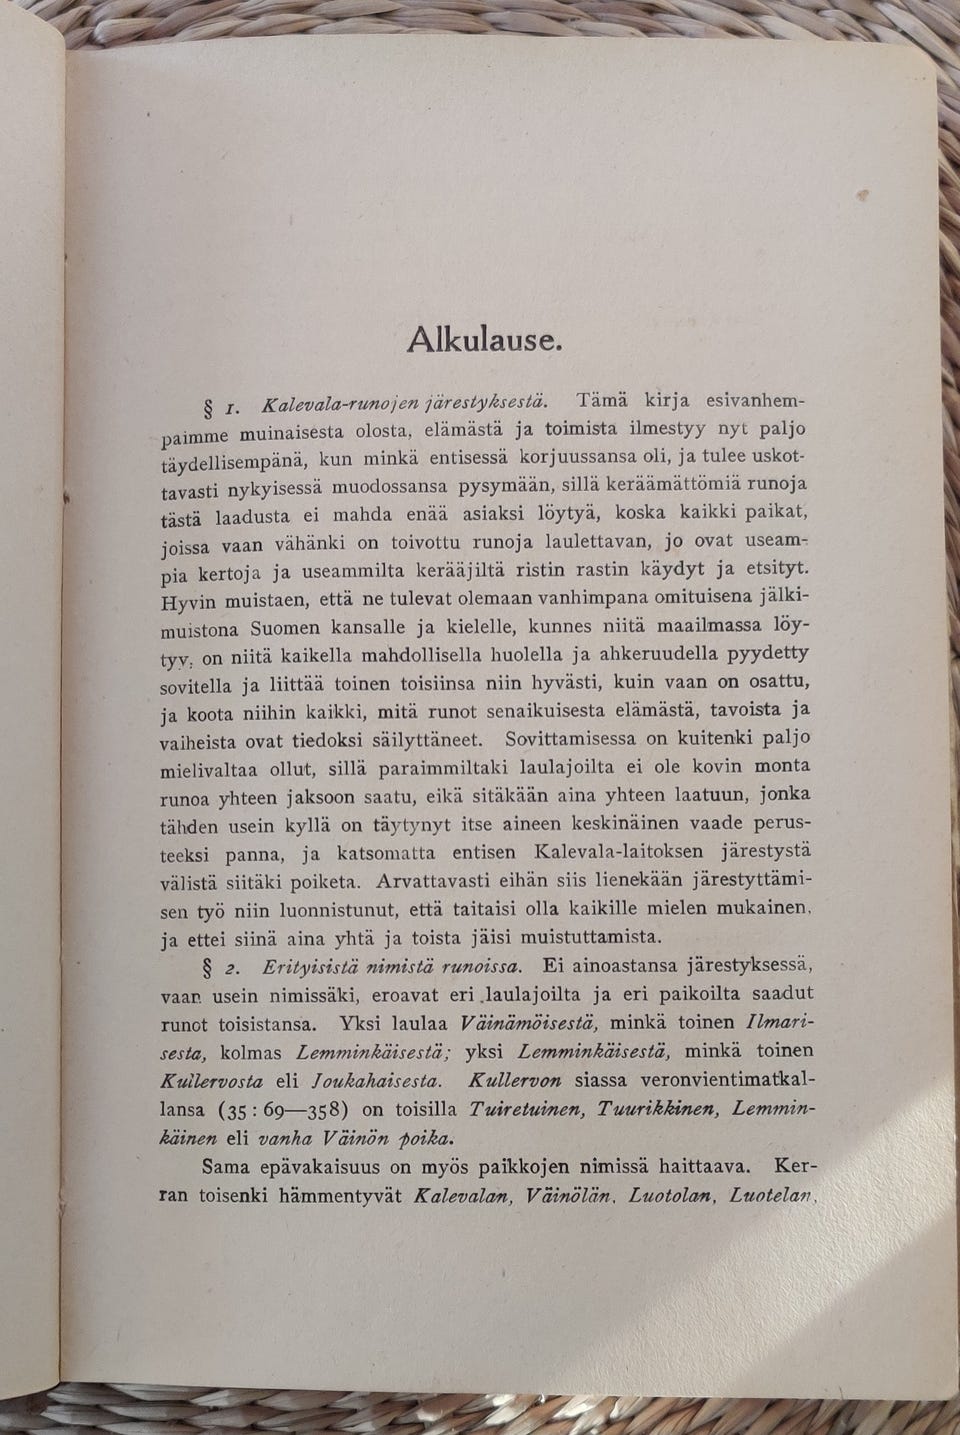 Alkulause.
§ 1. Kalevala-runojen järestyksestä. Tämä kirja esivanhem-
paimme muinaisesta olosta, elämästä ja toimista ilmestyy nyt paljo
täydellisempänä, kun minkä entisessä korjuussansa oli, ja tulee uskot-
tavasti nykyisessä muodossansa pysymään, sillä keräämättömiä runoja
tästä laadusta ei mahda enää asiaksi löytyä, koska kaikki paikat,
joissa vaan vähänki on toivottu runoja laulettavan, jo ovat useam-
pia kertoja ja useammilta kerääjiltä ristin rastin käydyt ja etsityt.
Hyvin muistaen, että ne tulevat olemaan vanhimpana omituisena jälki-
muistona Suomen kansalle ja kielelle, kunnes niitä maailmassa löy-
tyy, on niitä kaikella mahdollisella huolella ja ahkeruudella pyydetty
sovitella ja liittää toinen toisiinsa niin hyvästi, kuin vaan on osattu,
ja koota niihin kaikki, mitä runot senaikuisesta elämästä, tavoista ja
vaiheista ovat tiedoksi säilyttäneet. Sovittamisessa on kuitenki paljo
mielivaltaa ollut, sillä paraimmiltaki laulajoilta ei ole kovin monta
runoa yhteen jaksoon saatu, eikä sitäkään aina yhteen laatuun, jonka
tähden usein kyllä on täytynyt itse aineen keskinäinen vaade perus-
teeksi panna, ja katsomatta entisen Kalevala-laitoksen järestystä
välistä siitäki poiketa. Arvattavasti eihän siis lienekään järestyttämi-
sen työ niin luonnistunut, että taitaisi olla kaikille mielen mukainen,
ja ettei siinä aina yhtä ja toista jäisi muistuttamista.
§ 2. Erityisistä nimistä runoissa. Ei ainoastansa järestyksessä,
vaan usein nimissäki, eroavat eri laulajoilta ja eri paikoilta saadut
runot toisistansa. Yksi laulaa Väinämöisestä, minkä toinen Ilmari-
sesta, kolmas Lemminkäisestä; yksi Lemminkäisestä, minkä toinen
Kullervosta eli Joukahaisesta. Kullervon siassa veronvientimatkal-
lansa (35 : 69—358) on toisilla Tuiretuinen, Tuurikkinen, Lemmin-
käinen eli vanha Väinön poika.
Sama epävakaisuus on myös paikkojen nimissä haittaava. Ker-
ran toisenki hämmentyvät Kalevalan, Väinölän, Luotolan, Luotelan,